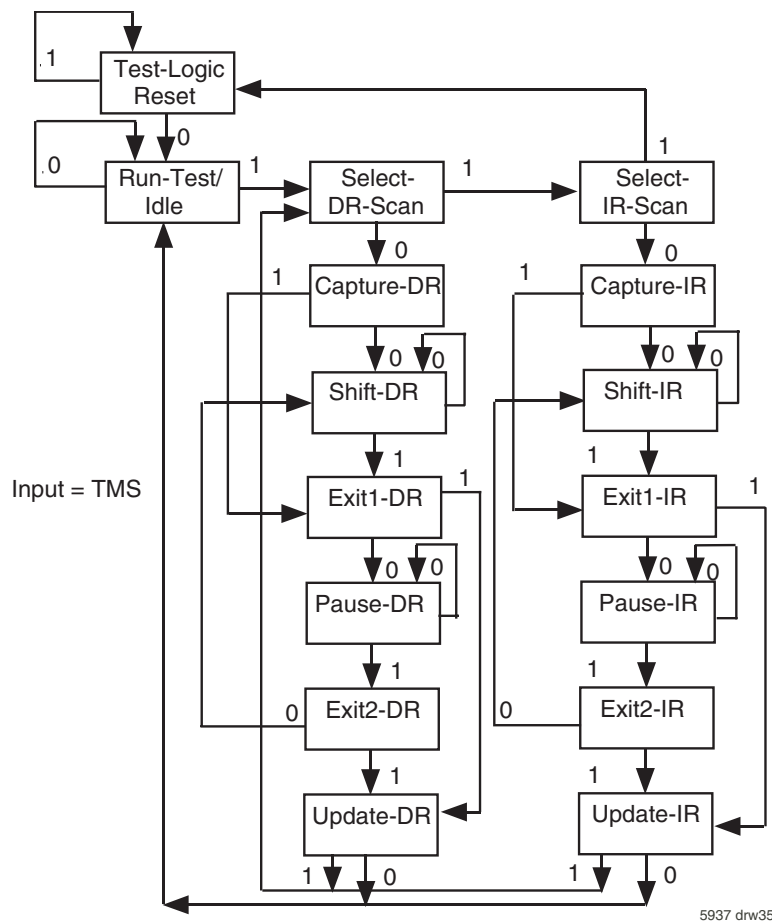 1
Test-Logic
Reset
0
0
Run-Test/
Idle
1
Select-
DR-Scan
1
1
Select-
IR-Scan
0
0
1
Capture-DR
1
Capture-IR
0
0
0
0
Shift-DR
Shift-IR
1
1
Input = TMS
Exit1-DR
1
Exit1-IR
1
0
0
0
0
Pause-DR
Pause-IR
1
1
0
Exit2-DR
0
Exit2-IR
1
1
Update-DR
Update-IR
1
0
1
0
5937 drw35